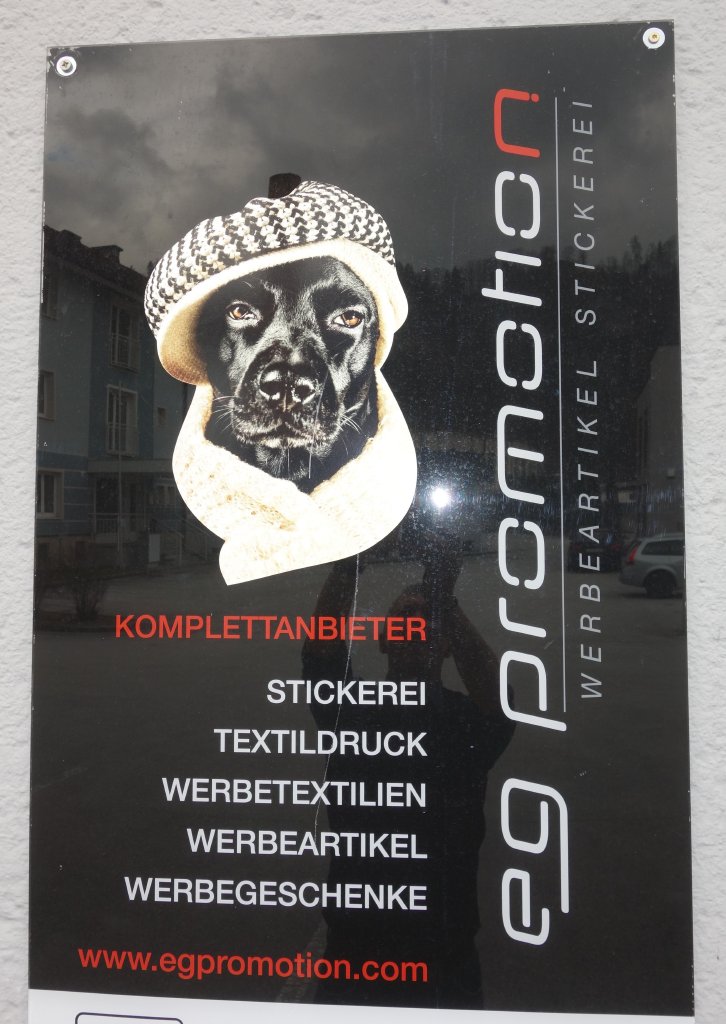 eg promotion
WERBEARTIKEL STICKEREI
KOMPLETTANBIETER
STICKEREI
TEXTILDRUCK
WERBETEXTILIEN
WERBEARTIKEL
WERBEGESCHENKE
www.egpromotion.com